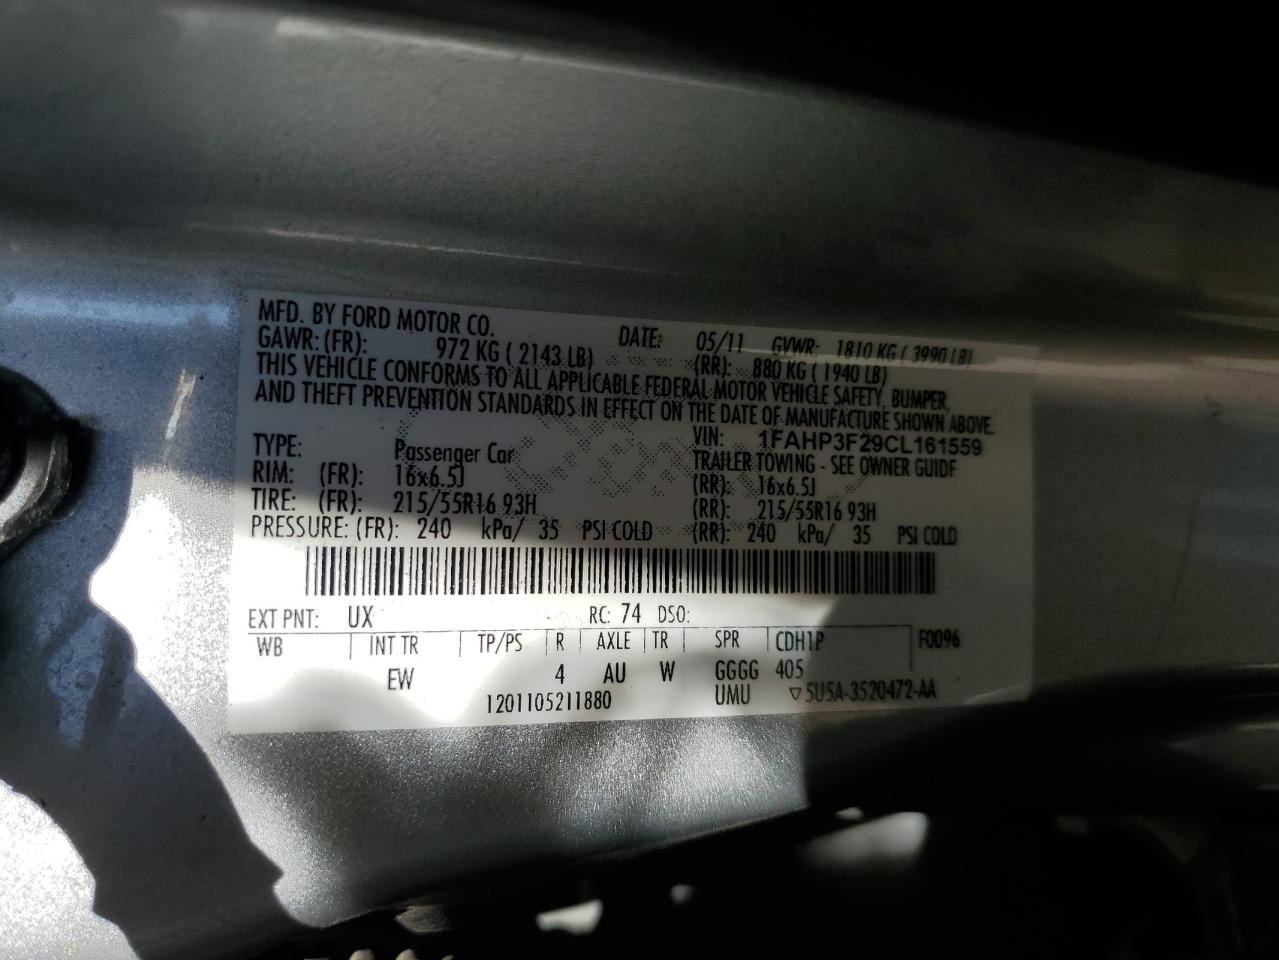 MFD. BY FORD MOTOR CO. DATE: 05/11 GVWR: 1810 KG ( 3990 LB)
GAWR: (FR): 972 KG ( 2143 LB) (RR): 880 KG ( 1940 LB)
THIS VEHICLE CONFORMS TO ALL APPLICABLE FEDERAL MOTOR VEHICLE SAFETY, BUMPER,
AND THEFT PREVENTION STANDARDS IN EFFECT ON THE DATE OF MANUFACTURE SHOWN ABOVE.
VIN: 1FAHP3F29CL161559
TYPE: Passenger Car TRAILER TOWING - SEE OWNER GUIDE
RIM: (FR): 16x6.5J (RR): 16x6.5J
TIRE: (FR): 215/55R16 93H (RR): 215/55R16 93H
PRESSURE: (FR): 240 kPa/ 35 PSI COLD (RR): 240 kPa/ 35 PSI COLD
EXT PNT: UX RC: 74 DSO:
WB INT TR TP/PS R AXLE TR SPR CDH1P F0096
EW 4 AU W GGGG 405
1201105211880 UMU ▽5U5A-3520472-AA